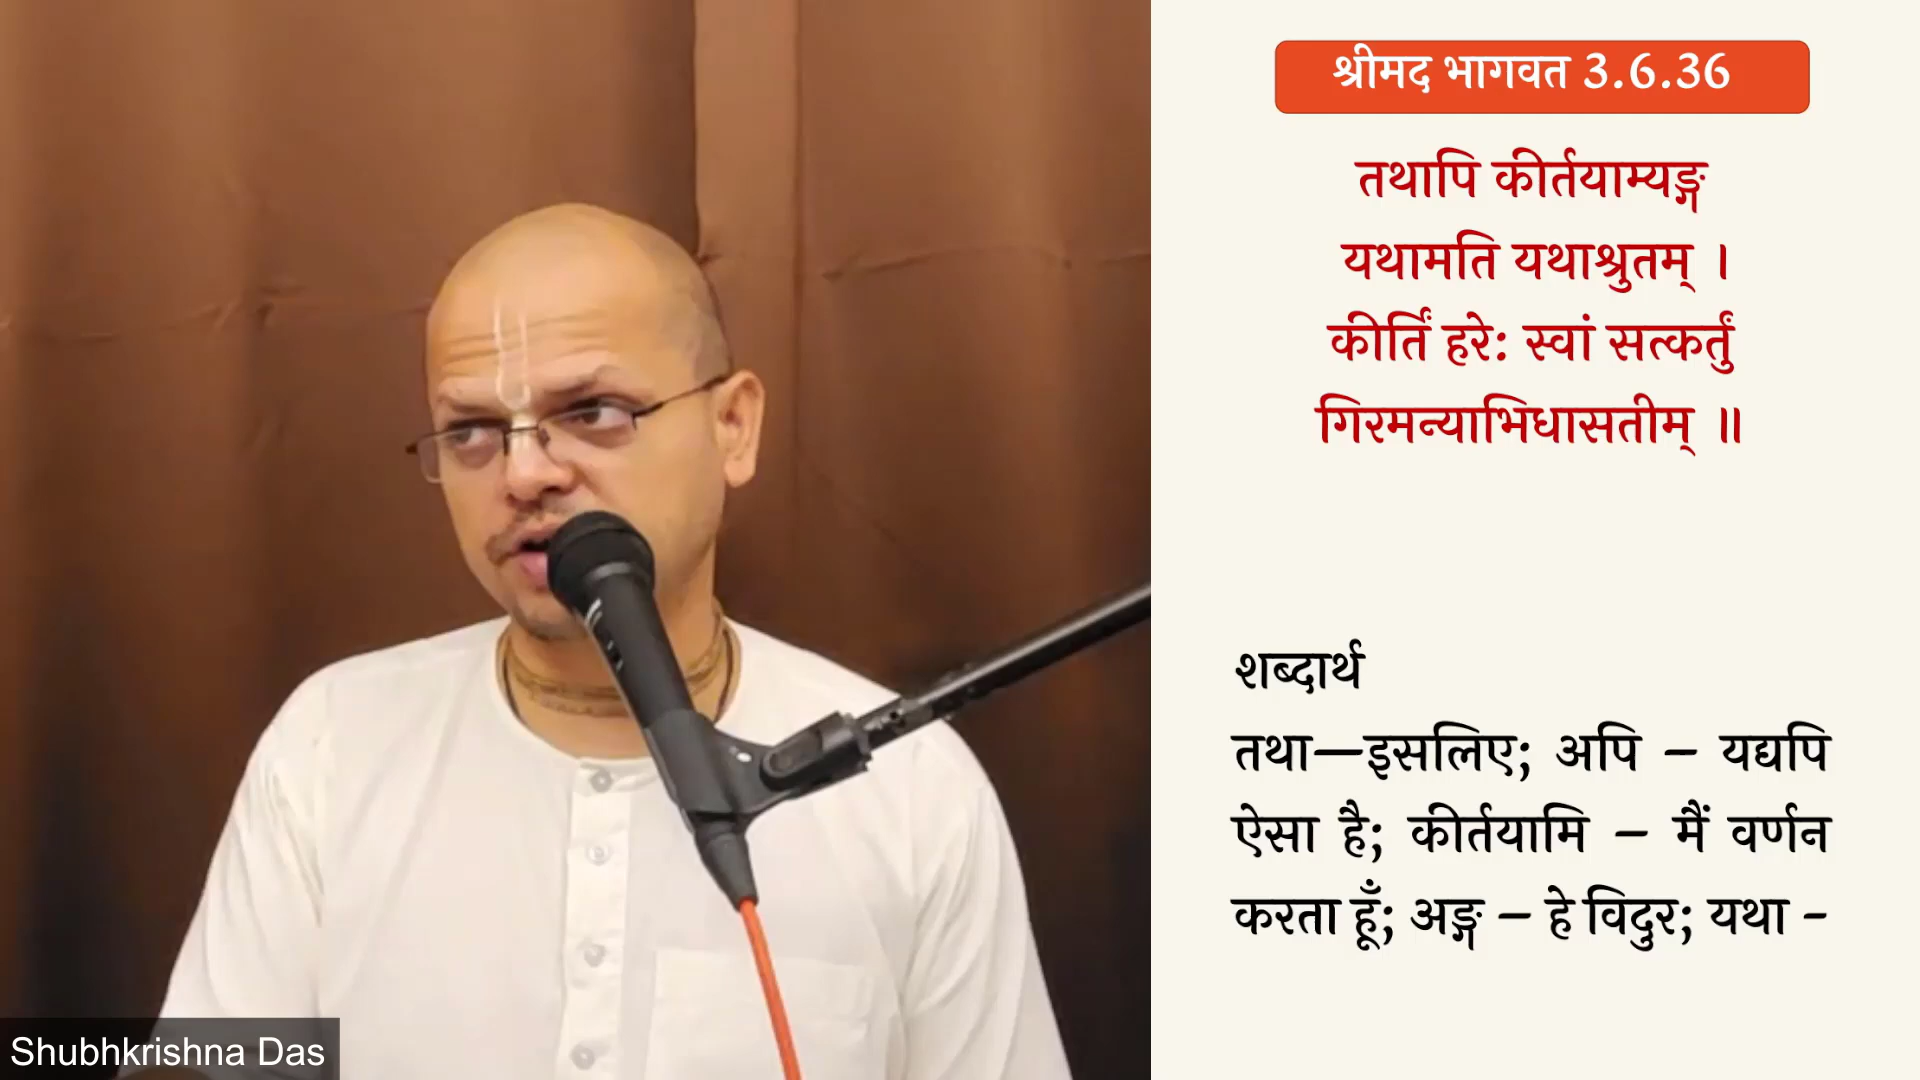 श्रीमद भागवत 3.6.36
तथापि कीर्तयाम्यङ्ग
यथामति यथाश्रुतम् ।
कीर्तिं हरे: स्वां सत्कर्तुं
गिरमन्याभिधासतीम् ॥
शब्दार्थ
तथा—इसलिए; अपि – यद्यपि
ऐसा है; कीर्तयामि – मैं वर्णन
करता हूँ; अङ्ग – हे विदुर; यथा -
Shubhkrishna Das